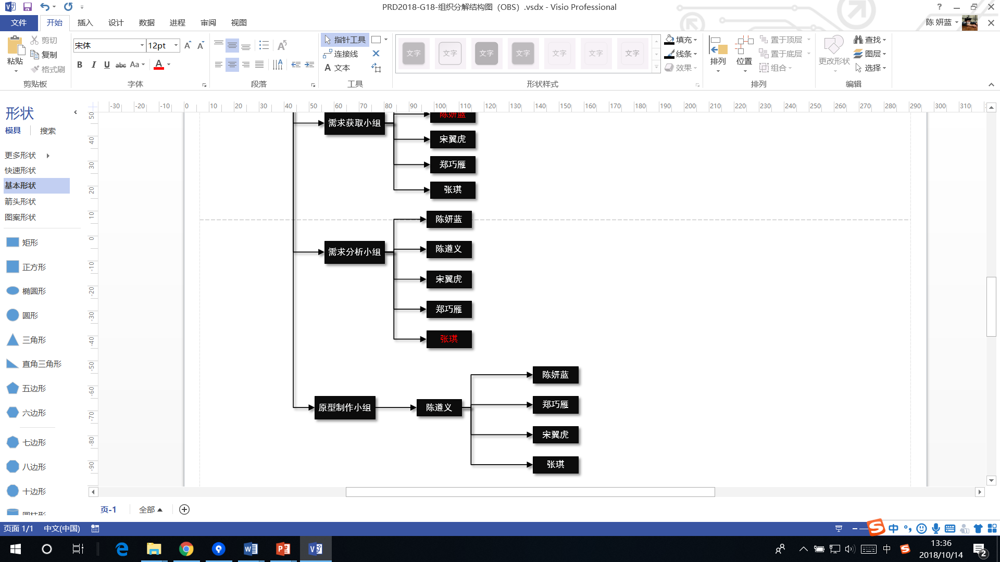 PRD2018-G18-组织分解结构图（OBS）.vsdx - Visio Professional
?
文件
开始
插入
设计
数据
进程
审阅
视图
陈 妍蓝
粘贴
剪切
复制
格式刷
剪贴板
宋体
12pt
A A
B I U abc Aa A
字体
A
段落
指针工具
连接线
A 文本
工具
文字 文字 文字 文字 文字 文字 文字
形状样式
填充
线条
效果
排列
位置
置于顶层
置于底层
组合
排列
更改形状
查找
图层
选择
编辑
形状
模具
搜索
更多形状
快速形状
基本形状
箭头形状
图案形状
矩形
正方形
椭圆形
圆形
三角形
直角三角形
五边形
六边形
七边形
八边形
十边形
圆柱形
-30 -20 -10 0 10 20 30 40 50 60 70 80 90 100 110 120 130 140 150 160 170 180 190 200 210 220 230 240 250 260 270 280 290 300 310
50
40
30
20
10
0
-10
-20
-30
-40
-50
-60
-70
-80
-90
需求获取小组
陈妍蓝
宋翼虎
郑巧雁
张琪
需求分析小组
陈妍蓝
陈遵义
宋翼虎
郑巧雁
张琪
原型制作小组
陈遵义
陈妍蓝
郑巧雁
宋翼虎
张琪
页-1
全部
页面 1/1
中文(中国)
中
中
13:36
2018/10/14
2